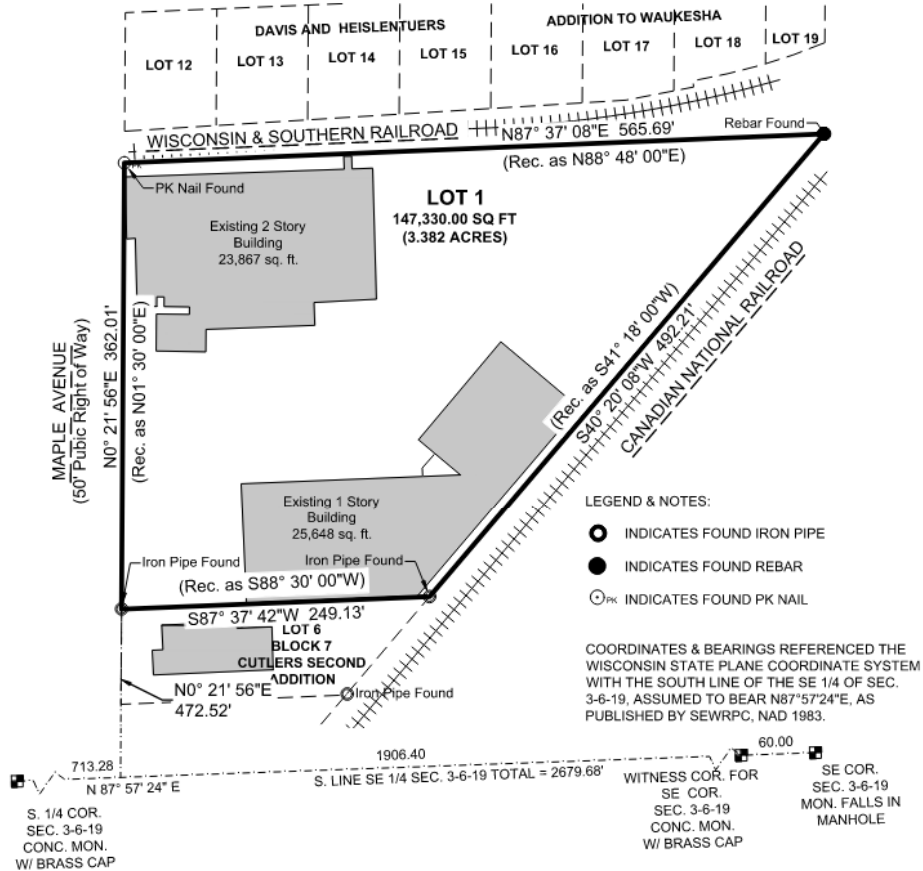 DAVIS AND HEISLENTUERS
ADDITION TO WAUKESHA
LOT 12
LOT 13
LOT 14
LOT 15
LOT 16
LOT 17
LOT 18
LOT 19
WISCONSIN & SOUTHERN RAILROAD
N87° 37' 08"E 565.69'
(Rec. as N88° 48' 00"E)
Rebar Found
PK
PK Nail Found
LOT 1
147,330.00 SQ FT
(3.382 ACRES)
Existing 2 Story
Building
23,867 sq. ft.
MAPLE AVENUE
(50' Pubic Right of Way)
N0° 21' 56"E 362.01'
(Rec. as N01° 30' 00"E)
(Rec. as S41° 18' 00"W)
S40° 20' 08"W 492.21'
CANADIAN NATIONAL RAILROAD
Existing 1 Story
Building
25,648 sq. ft.
Iron Pipe Found
Iron Pipe Found
(Rec. as S88° 30' 00"W)
S87° 37' 42"W 249.13'
LOT 6
BLOCK 7
CUTLERS SECOND
ADDITION
N0° 21' 56"E
472.52'
Iron Pipe Found
LEGEND & NOTES:
INDICATES FOUND IRON PIPE
INDICATES FOUND REBAR
PK INDICATES FOUND PK NAIL
COORDINATES & BEARINGS REFERENCED THE
WISCONSIN STATE PLANE COORDINATE SYSTEM
WITH THE SOUTH LINE OF THE SE 1/4 OF SEC.
3-6-19, ASSUMED TO BEAR N87°57'24"E, AS
PUBLISHED BY SEWRPC, NAD 1983.
713.28
N 87° 57' 24" E
1906.40
S. LINE SE 1/4 SEC. 3-6-19 TOTAL = 2679.68'
60.00
S. 1/4 COR.
SEC. 3-6-19
CONC. MON.
W/ BRASS CAP
WITNESS COR. FOR
SE COR.
SEC. 3-6-19
CONC. MON.
W/ BRASS CAP
SE COR.
SEC. 3-6-19
MON. FALLS IN
MANHOLE